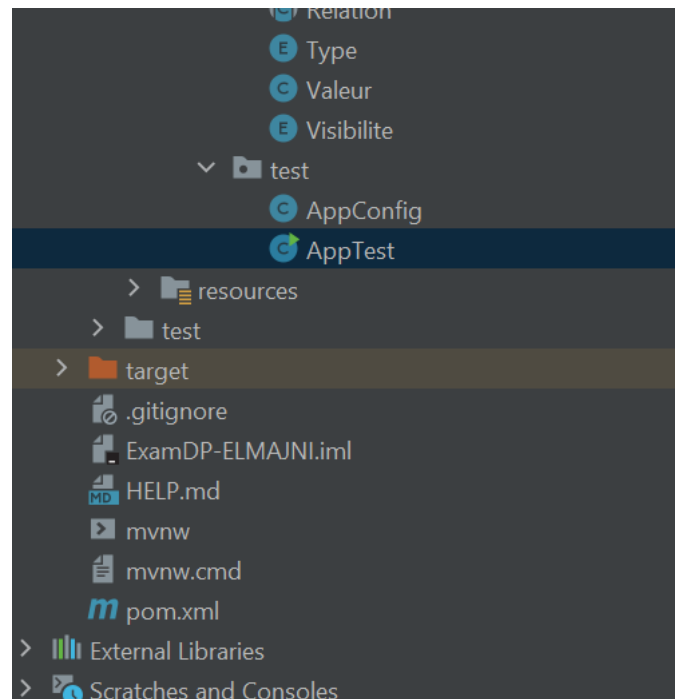 Relation
E Type
C Valeur
E Visibilite
test
C AppConfig
C AppTest
resources
test
target
.gitignore
ExamDP-ELMAJNI.iml
MD HELP.md
mvnw
mvnw.cmd
m pom.xml
External Libraries
Scratches and Consoles